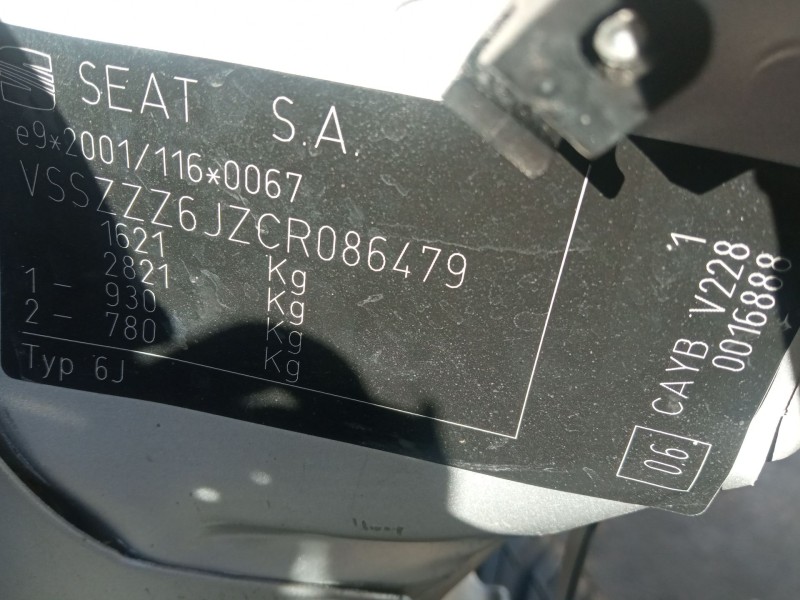 SEAT S.A.
e9*2001/116*0067
VSSZZZ6JZCR086479
1621 Kg
2821 Kg
1 - 930 Kg
2 - 780 Kg
Typ 6J
1
CAYB V228
0016888
0.6